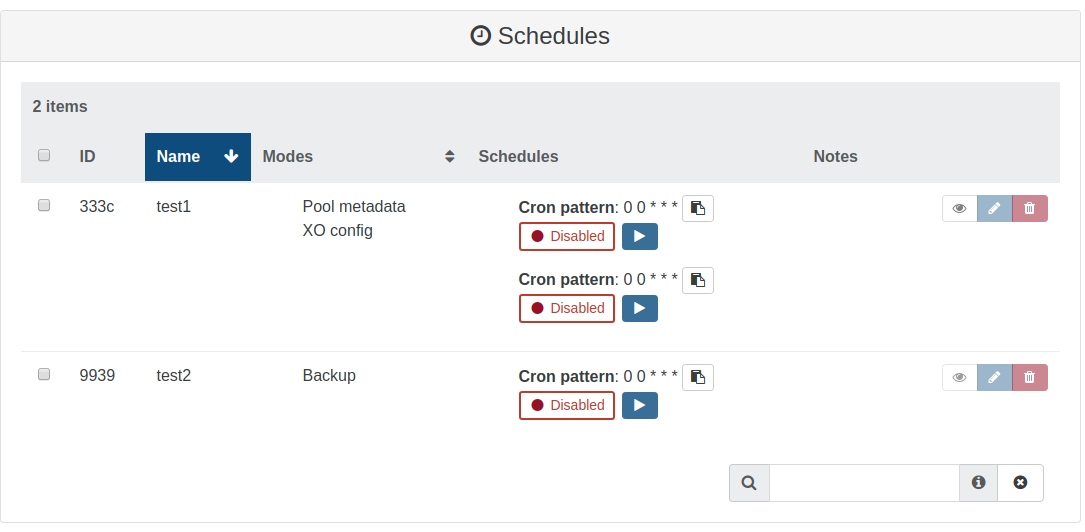 Schedules
2 items
ID Name Modes Schedules Notes
333c test1 Pool metadata Cron pattern: 0 0 * * *
XO config Disabled
Cron pattern: 0 0 * * *
Disabled
9939 test2 Backup Cron pattern: 0 0 * * *
Disabled